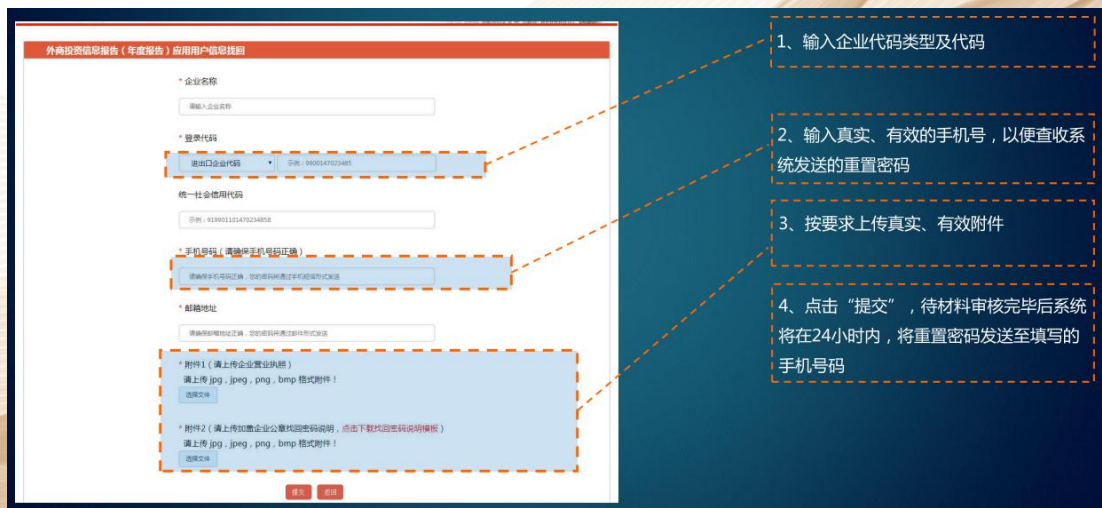 外商投资信息报告(年度报告)应用用户信息找回
* 企业名称
请输入企业名称
* 登录代码
进出口企业代码
示例:9900147023485
统一社会信用代码
示例:919901101470234858
* 手机号码(请确保手机号码正确)
请确保手机号码正确,您的密码将通过手机短信形式发送
* 邮箱地址
请确保邮箱地址正确,您的密码将通过邮件形式发送
* 附件1(请上传企业营业执照)
请上传 jpg,jpeg,png,bmp 格式附件!
选择文件
* 附件2(请上传加盖企业公章找回密码说明,点击下载找回密码说明模板)
请上传 jpg,jpeg,png,bmp 格式附件!
选择文件
提交
返回
1、输入企业代码类型及代码
2、输入真实、有效的手机号,以便查收系
统发送的重置密码
3、按要求上传真实、有效附件
4、点击“提交”,待材料审核完毕后系统
将在24小时内,将重置密码发送至填写的
手机号码